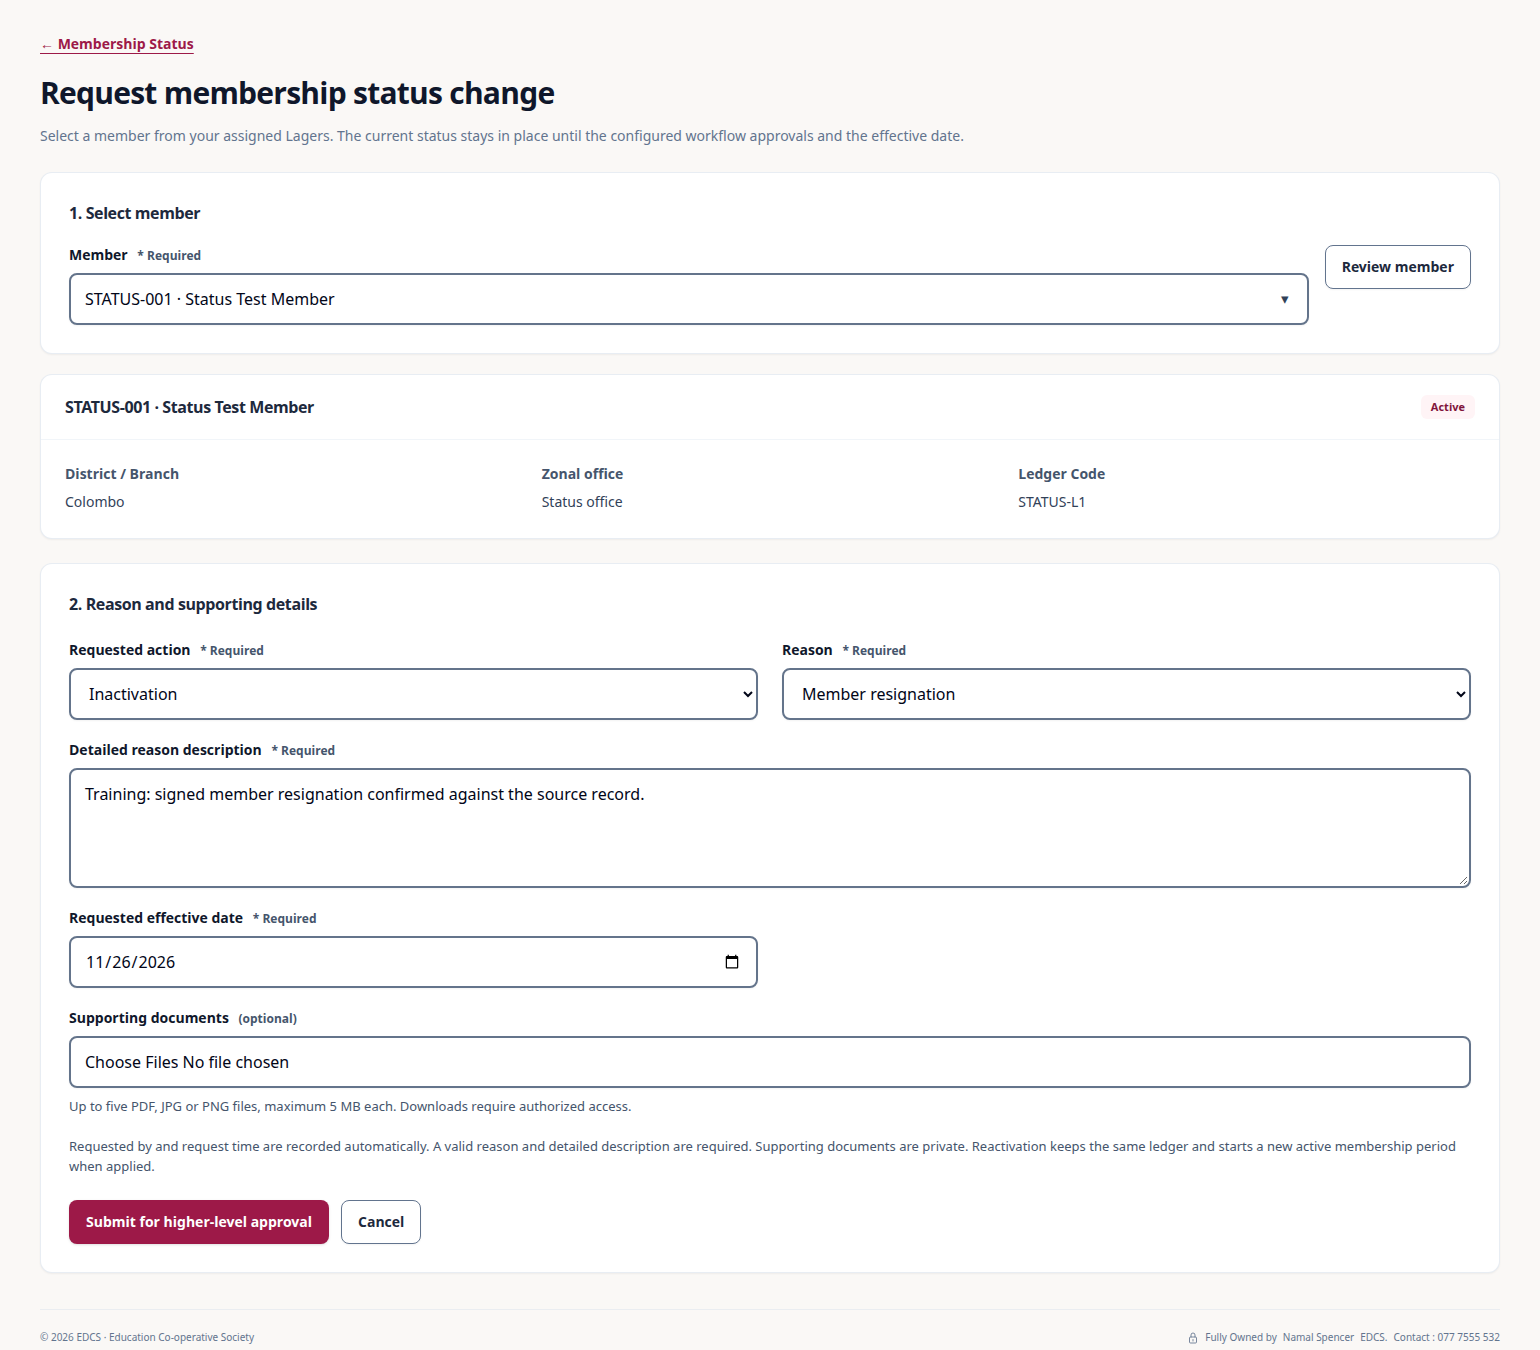 ← Membership Status
Request membership status change
Select a member from your assigned Lagers. The current status stays in place until the configured workflow approvals and the effective date.
1. Select member
Member * Required
Review member
STATUS-001 · Status Test Member ▼
STATUS-001 · Status Test Member
Active
District / Branch
Zonal office
Ledger Code
Colombo
Status office
STATUS-L1
2. Reason and supporting details
Requested action * Required
Reason * Required
Inactivation
Member resignation
Detailed reason description * Required
Training: signed member resignation confirmed against the source record.
Requested effective date * Required
11/26/2026
Supporting documents (optional)
Choose Files No file chosen
Up to five PDF, JPG or PNG files, maximum 5 MB each. Downloads require authorized access.
Requested by and request time are recorded automatically. A valid reason and detailed description are required. Supporting documents are private. Reactivation keeps the same ledger and starts a new active membership period
when applied.
Submit for higher-level approval
Cancel
© 2026 EDCS · Education Co-operative Society
Fully Owned by Namal Spencer EDCS. Contact : 077 7555 532